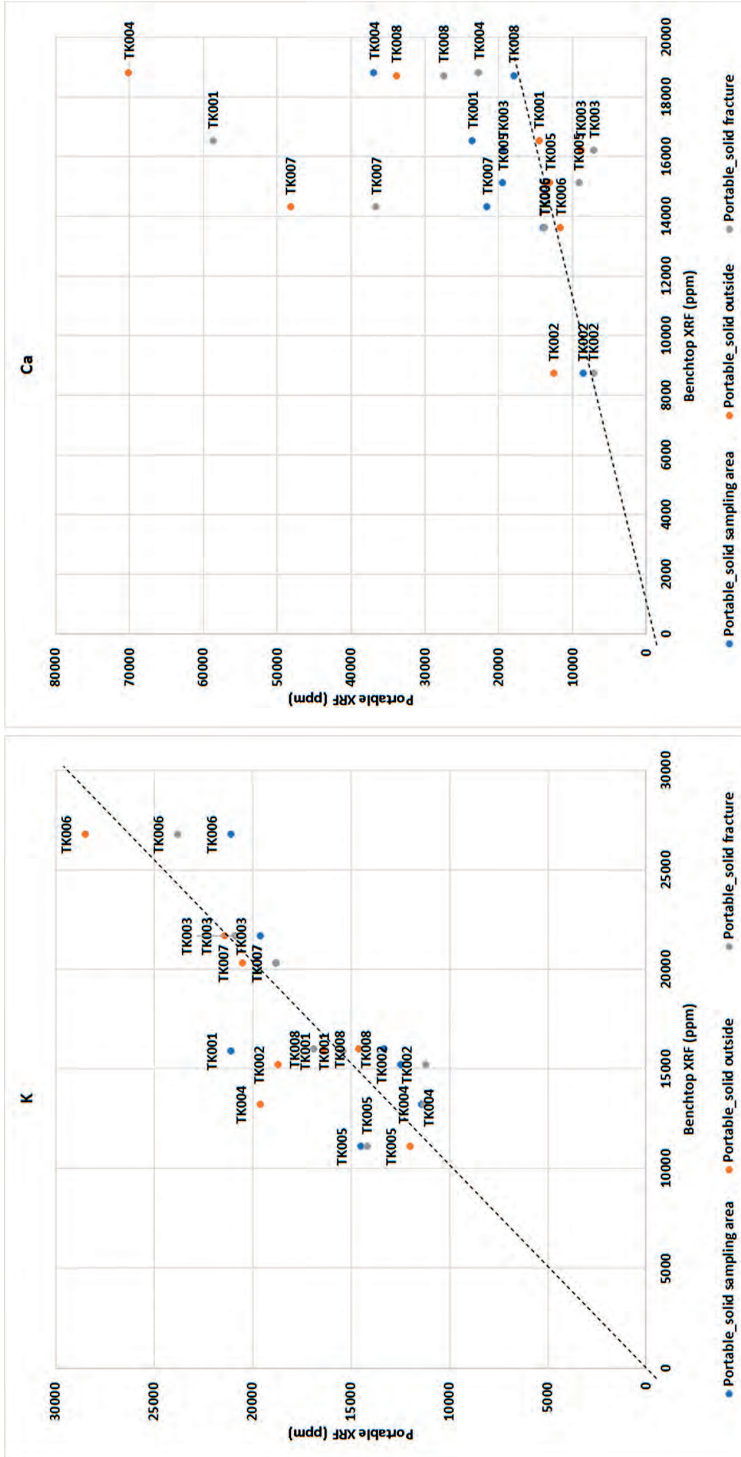 K
30000
25000
20000
15000
10000
5000
0
Portable XRF (ppm)
TK006
TK006
TK006
TK003
TK003
TK003
TK007
TK007
TK001
TK002
TK008
TK001
TK001
TK008
TK008
TK002
TK002
TK004
TK004
TK004
TK005
TK005
TK005
0
5000
10000
15000
20000
25000
30000
Benchtop XRF (ppm)
Portable_solid sampling area
Portable_solid outside
Portable_solid fracture
Ca
80000
70000
60000
50000
40000
30000
20000
10000
0
Portable XRF (ppm)
TK004
TK001
TK007
TK007
TK004
TK008
TK008
TK004
TK001
TK007
TK003
TK005
TK008
TK001
TK005
TK003
TK003
TK005
TK006
TK006
TK002
TK002
TK002
0
2000
4000
6000
8000
10000
12000
14000
16000
18000
20000
Benchtop XRF (ppm)
Portable_solid sampling area
Portable_solid outside
Portable_solid fracture